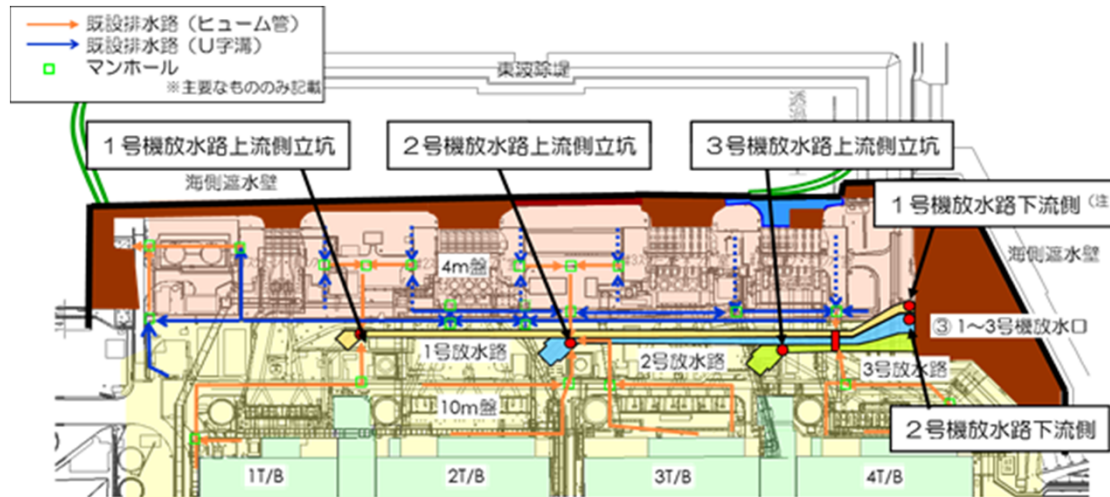 既設排水路（ヒューム管）
既設排水路（U字溝）
マンホール
※主要なもののみ記載
東波除堤
1号機放水路上流側立坑
2号機放水路上流側立坑
3号機放水路上流側立坑
海側遮水壁
1号機放水路下流側（注
海側遮水壁
4m盤
③ 1～3号機放水口
1号放水路
2号放水路
3号放水路
10m盤
2号機放水路下流側
1T/B
2T/B
3T/B
4T/B